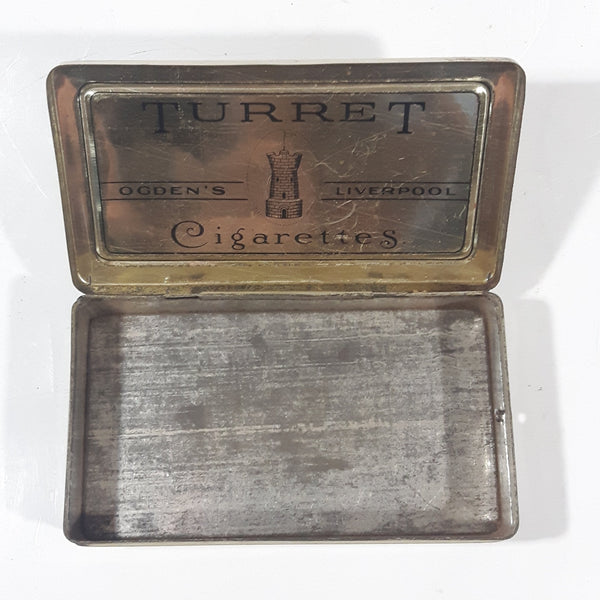 TURRET
OGDEN'S LIVERPOOL
Cigarettes.